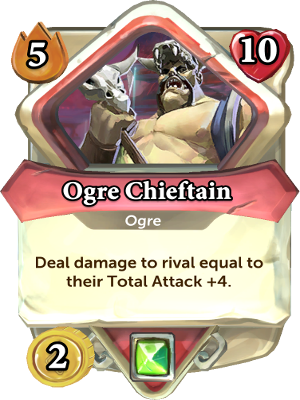 5
10
Ogre Chieftain
Ogre
Deal damage to rival equal to
their Total Attack +4.
2